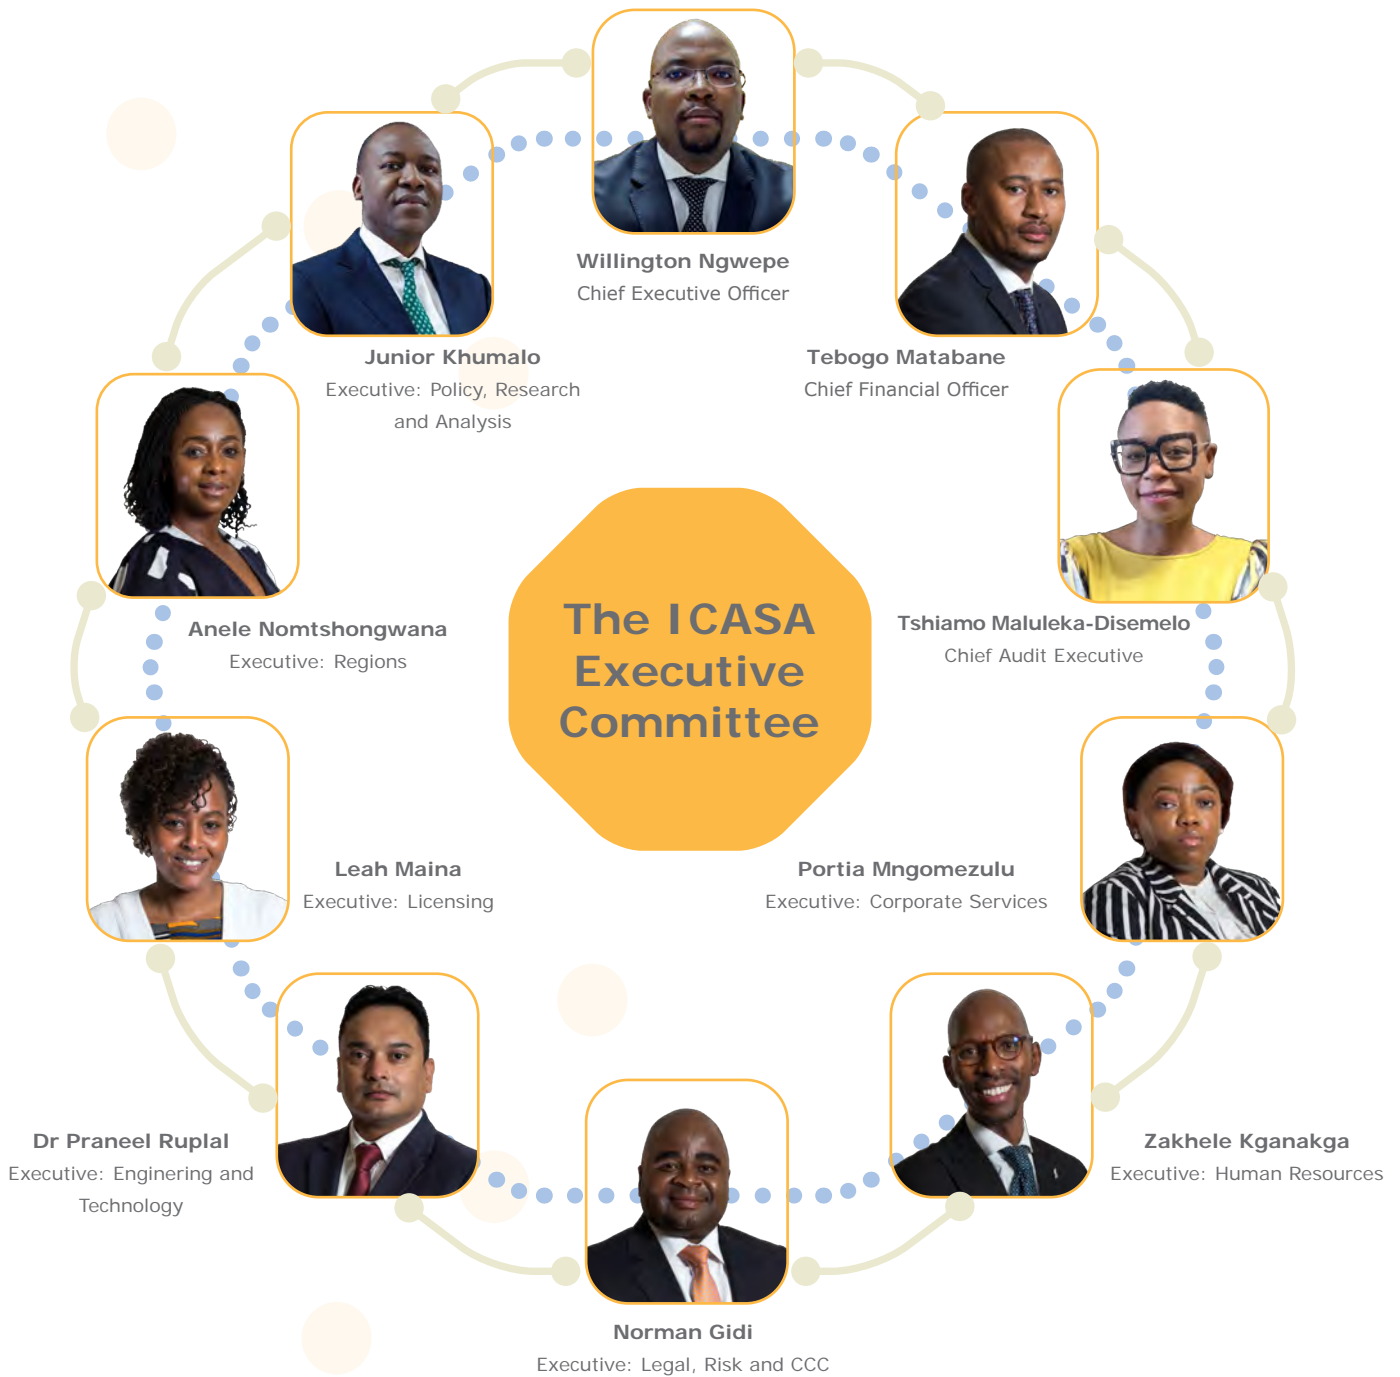 Willington Ngwepe
Chief Executive Officer
Junior Khumalo
Executive: Policy, Research
and Analysis
Tebogo Matabane
Chief Financial Officer
Anele Nomtshongwana
Executive: Regions
The ICASA
Executive
Committee
Tshiamo Maluleka-Disemelo
Chief Audit Executive
Leah Maina
Executive: Licensing
Portia Mngomezulu
Executive: Corporate Services
Dr Praneel Ruplal
Executive: Enginering and
Technology
Zakhele Kganakga
Executive: Human Resources
Norman Gidi
Executive: Legal, Risk and CCC